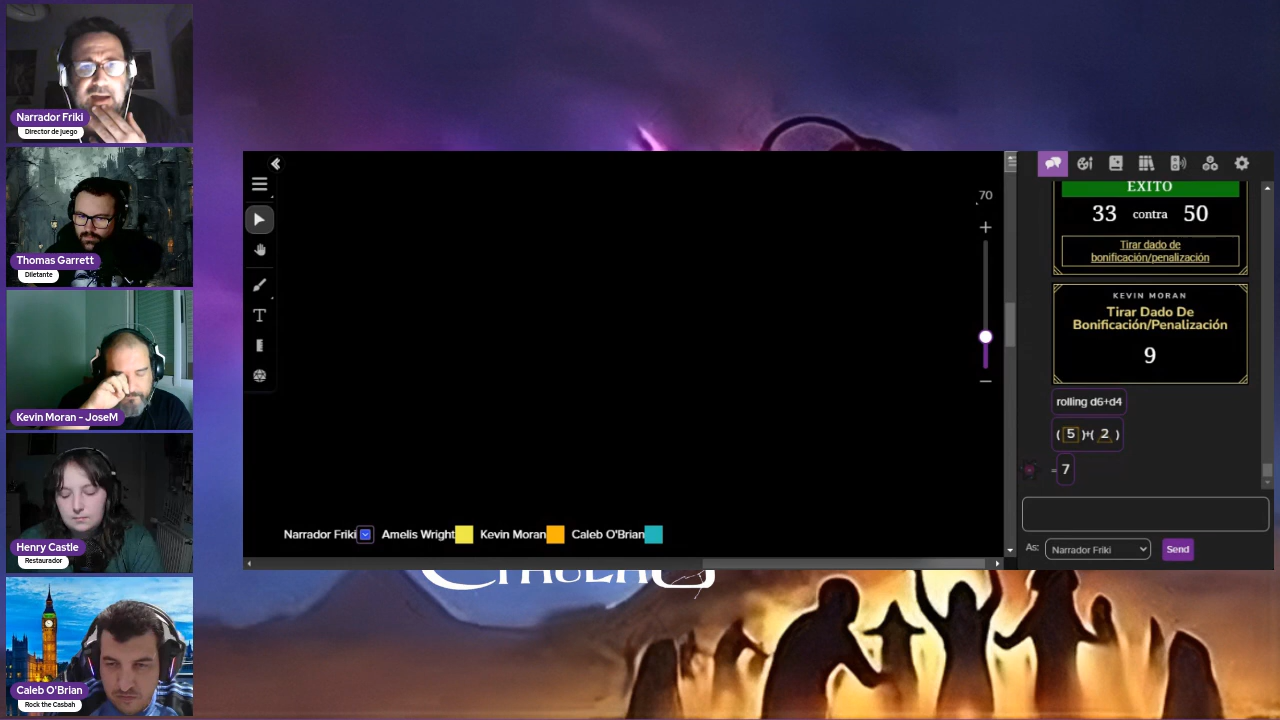 Narrador Friki
Director de juego
Thomas Garrett
Diletante
Kevin Moran - JoseM
Henry Castle
Restaurador
Caleb O'Brian
Rock the Casbah
70
Narrador Friki
Amelis Wright
Kevin Moran
Caleb O'Brian
ÉXITO
33 contra 50
Tirar dado de
bonificación/penalización
KEVIN MORAN
Tirar Dado De
Bonificación/Penalización
9
rolling d6+d4
( 5 )+( 2 )
= 7
As: Narrador Friki Send